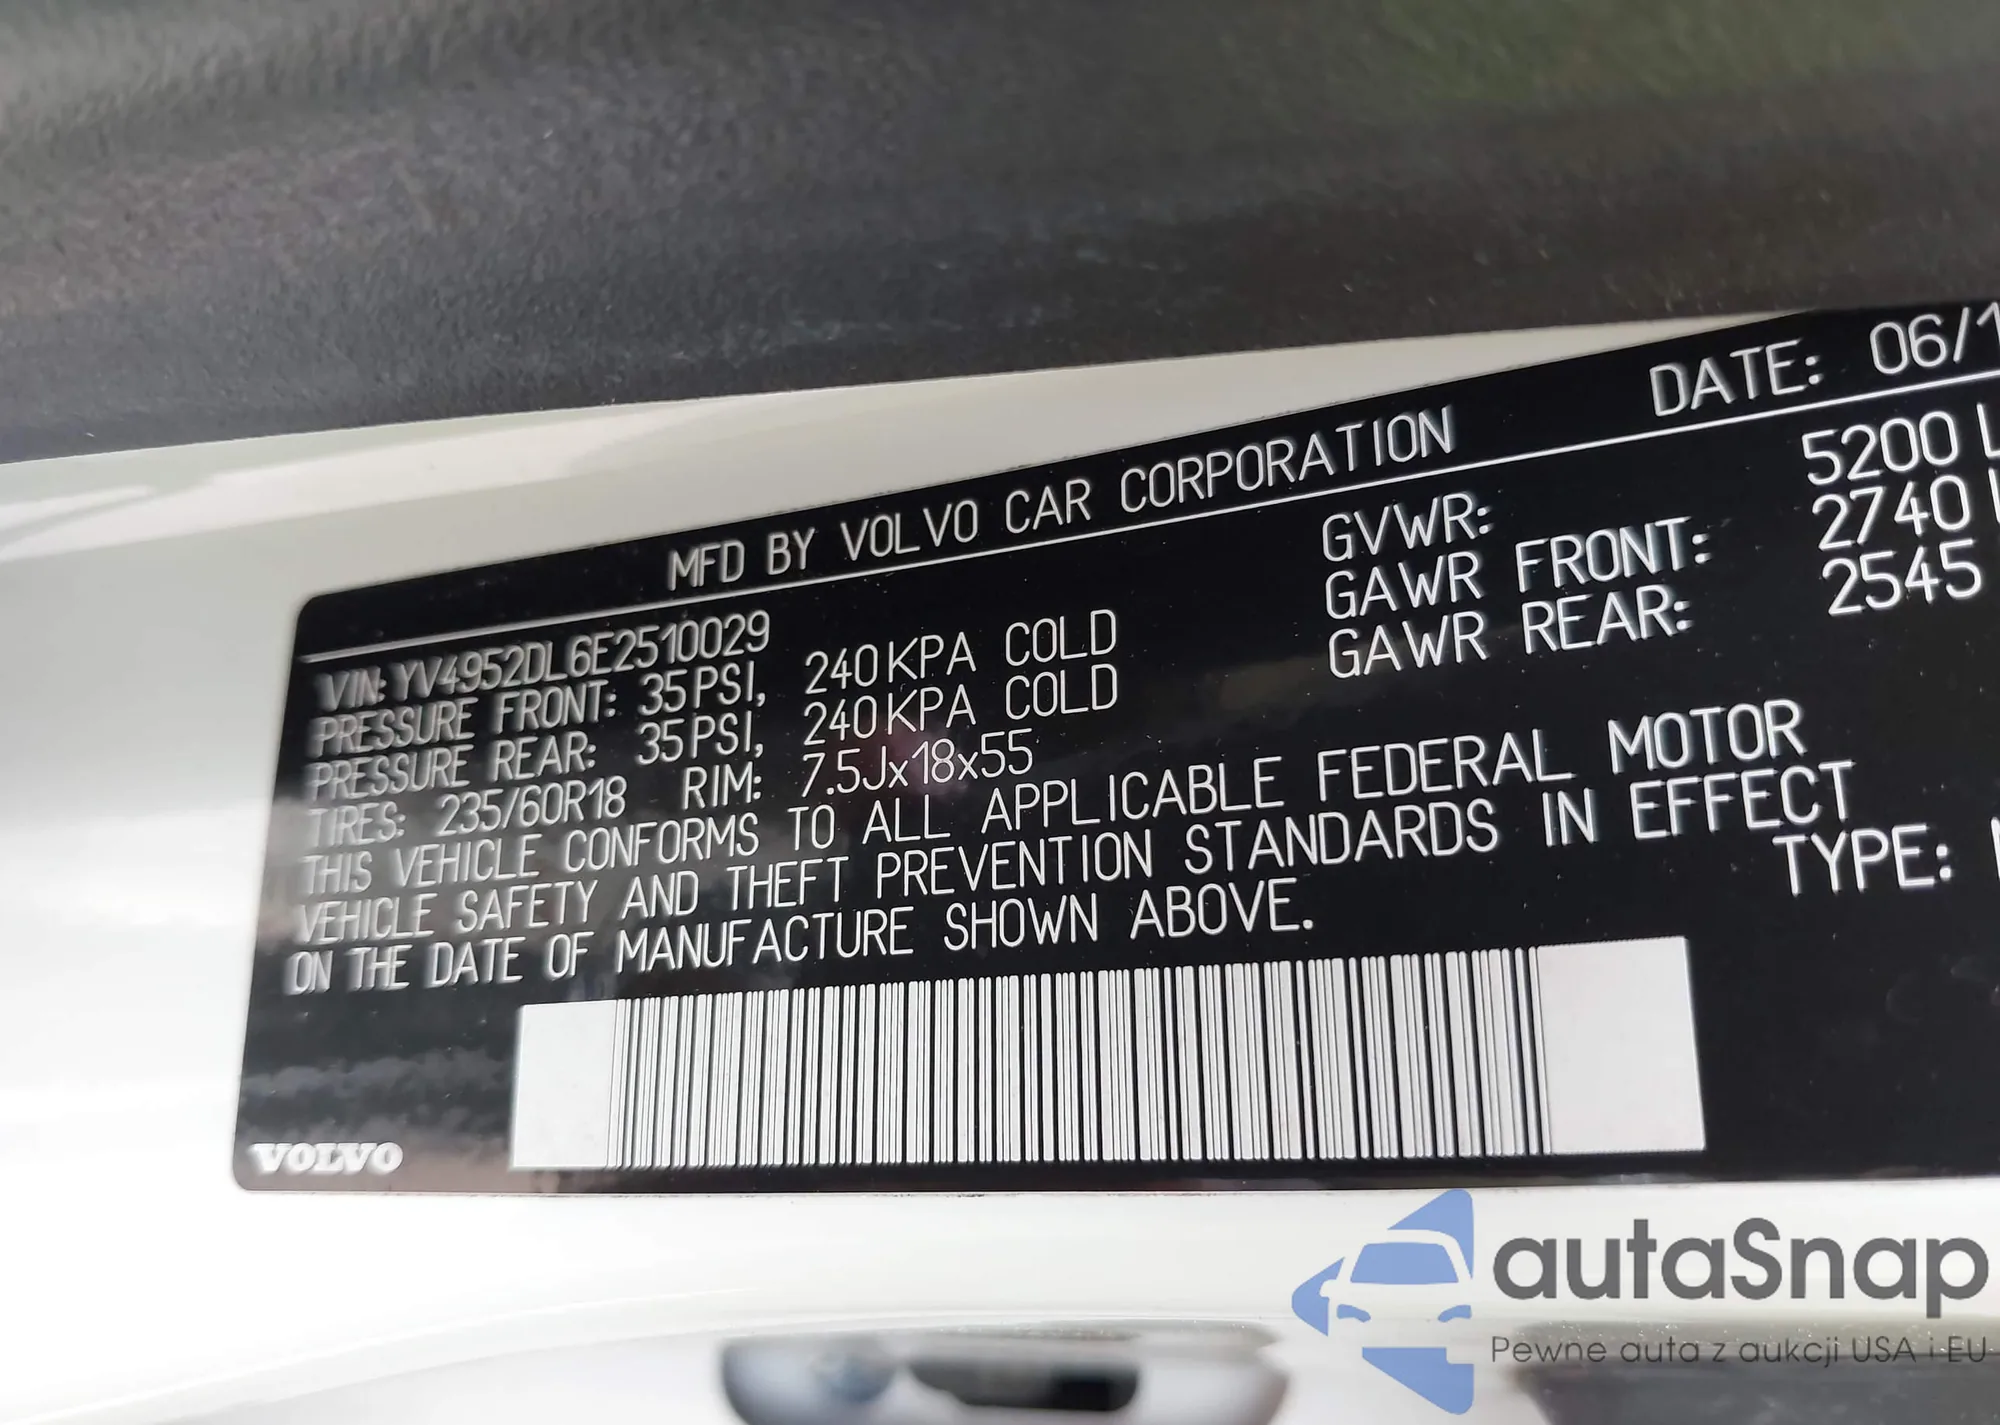 MFD BY VOLVO CAR CORPORATION DATE: 06/1
VIN: YV4952DL6E2510029 GVWR: 5200 L
PRESSURE FRONT: 35PSI, 240KPA COLD GAWR FRONT: 2740 L
PRESSURE REAR: 35PSI, 240KPA COLD GAWR REAR: 2545
TIRES: 235/60R18 RIM: 7.5Jx18x55
THIS VEHICLE CONFORMS TO ALL APPLICABLE FEDERAL MOTOR
VEHICLE SAFETY AND THEFT PREVENTION STANDARDS IN EFFECT
ON THE DATE OF MANUFACTURE SHOWN ABOVE. TYPE:
VOLVO
autaSnap
Pewne auta z aukcji USA i EU